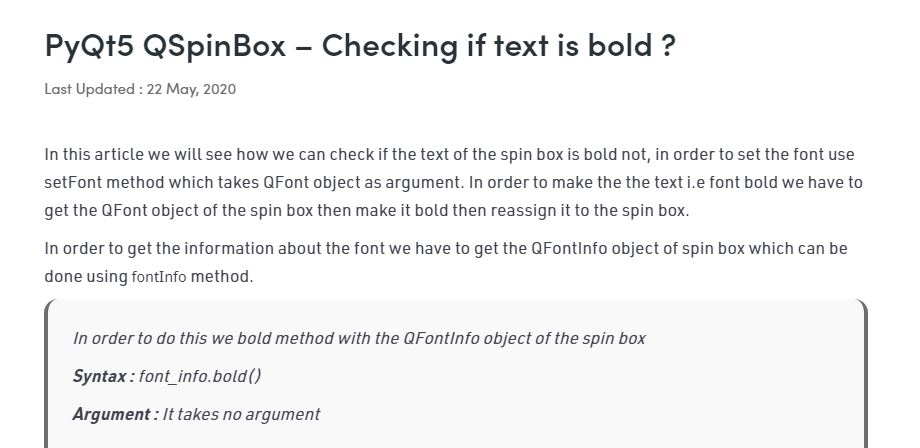 PyQt5 QSpinBox – Checking if text is bold ?
Last Updated : 22 May, 2020
In this article we will see how we can check if the text of the spin box is bold not, in order to set the font use
setFont method which takes QFont object as argument. In order to make the the text i.e font bold we have to
get the QFont object of the spin box then make it bold then reassign it to the spin box.
In order to get the information about the font we have to get the QFontInfo object of spin box which can be
done using fontInfo method.
In order to do this we bold method with the QFontInfo object of the spin box
Syntax : font_info.bold()
Argument : It takes no argument